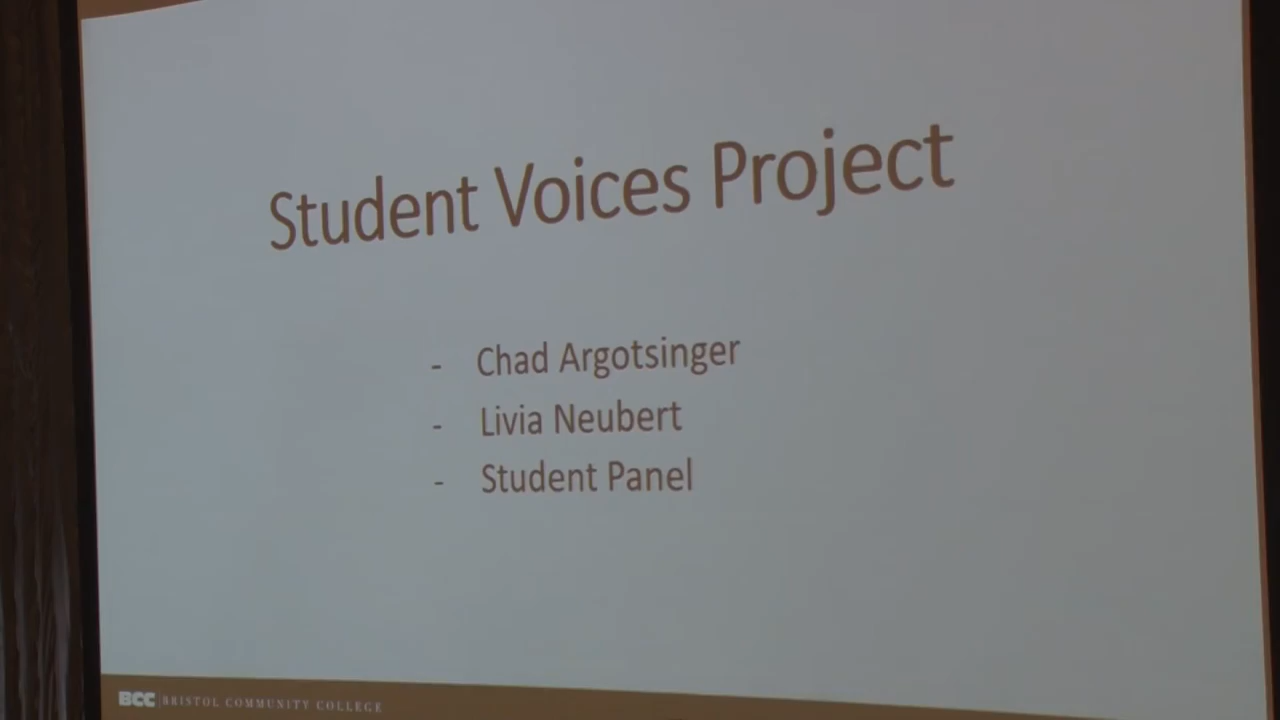 Student Voices Project
- Chad Argotsinger
- Livia Neubert
- Student Panel
BCC BRISTOL COMMUNITY COLLEGE